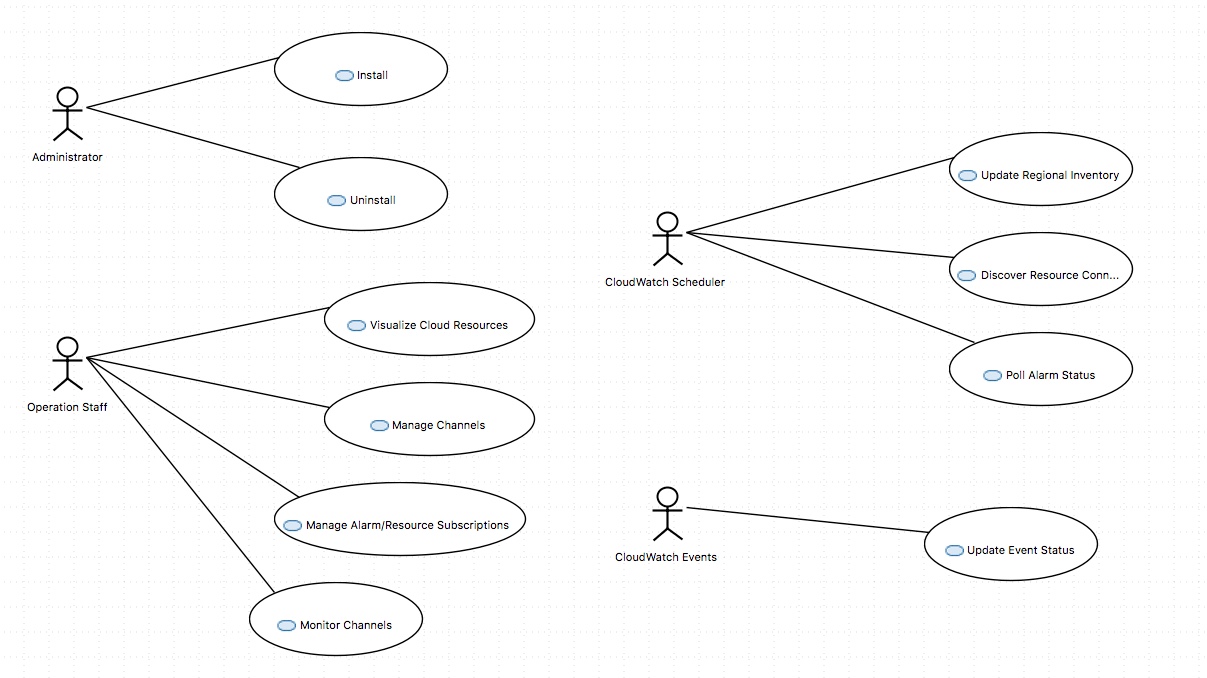 Install
Administrator
Uninstall
Visualize Cloud Resources
Operation Staff
Manage Channels
Manage Alarm/Resource Subscriptions
Monitor Channels
Update Regional Inventory
CloudWatch Scheduler
Discover Resource Conn...
Poll Alarm Status
CloudWatch Events
Update Event Status